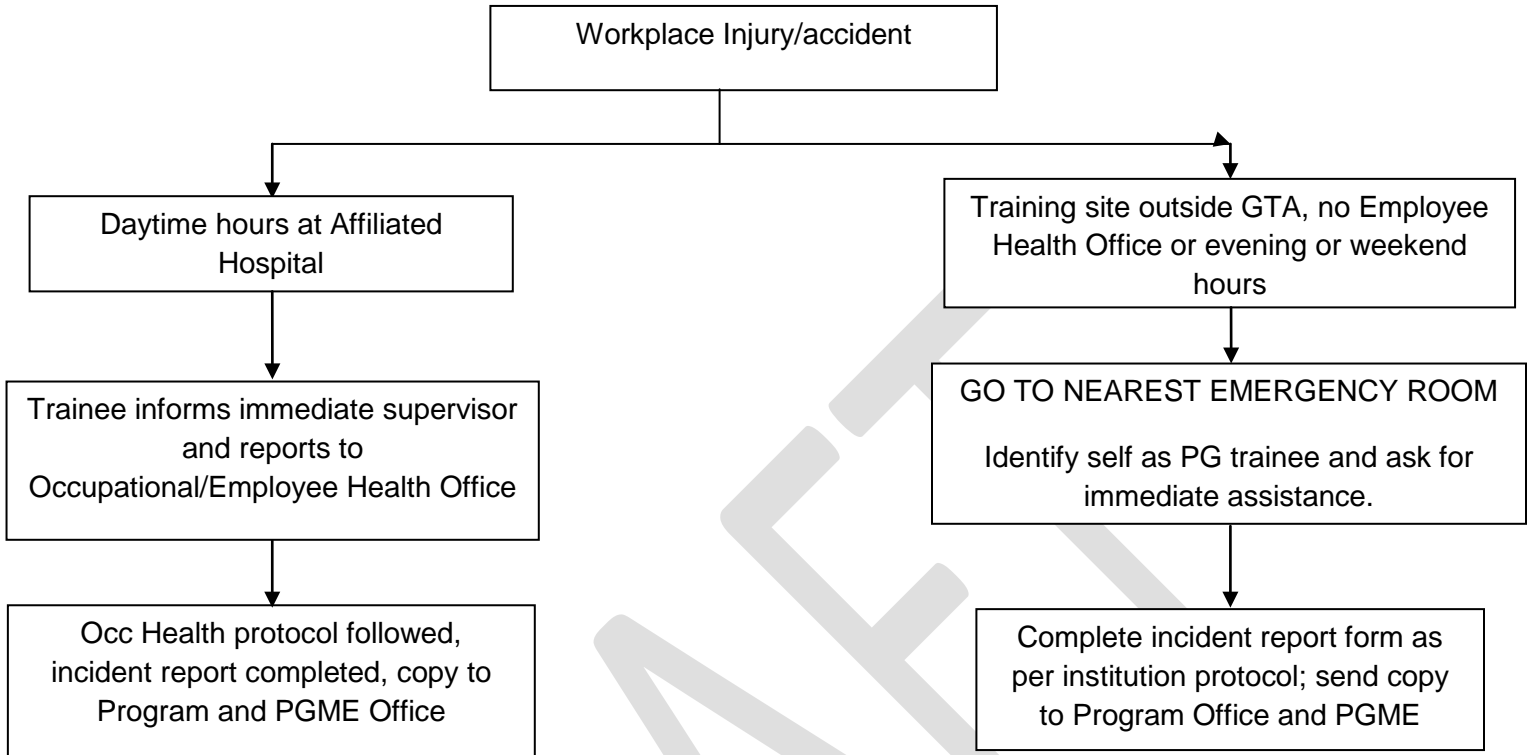 Workplace Injury/accident
Daytime hours at Affiliated
Hospital
Trainee informs immediate supervisor
and reports to
Occupational/Employee Health Office
Occ Health protocol followed,
incident report completed, copy to
Program and PGME Office
Training site outside GTA, no Employee
Health Office or evening or weekend
hours
GO TO NEAREST EMERGENCY ROOM
Identify self as PG trainee and ask for
immediate assistance.
Complete incident report form as
per institution protocol; send copy
to Program Office and PGME